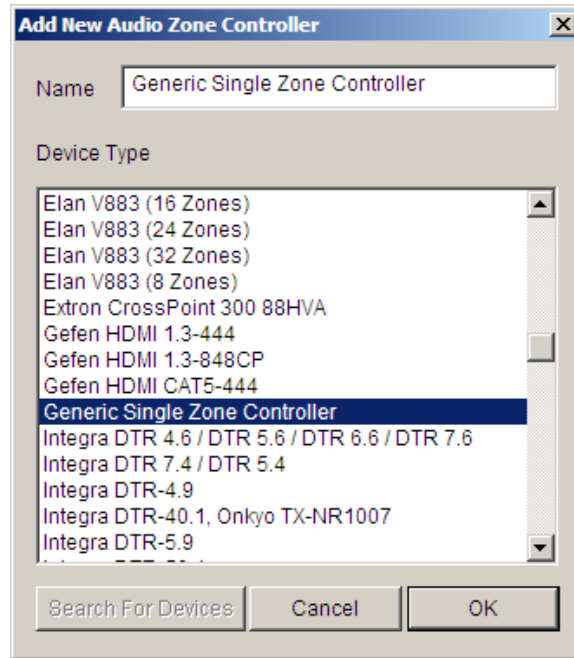 Add New Audio Zone Controller
Name
Generic Single Zone Controller
Device Type
Elan V883 (16 Zones)
Elan V883 (24 Zones)
Elan V883 (32 Zones)
Elan V883 (8 Zones)
Extron CrossPoint 300 88HVA
Gefen HDMI 1.3-444
Gefen HDMI 1.3-848CP
Gefen HDMI CAT5-444
Generic Single Zone Controller
Integra DTR 4.6 / DTR 5.6 / DTR 6.6 / DTR 7.6
Integra DTR 7.4 / DTR 5.4
Integra DTR-4.9
Integra DTR-40.1, Onkyo TX-NR1007
Integra DTR-5.9
Search For Devices
Cancel
OK